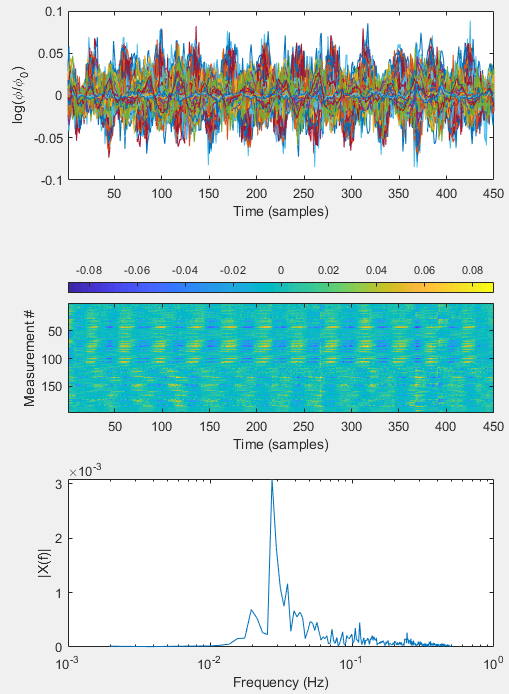 0.1
0.05
0
-0.05
-0.1
log(ϕ/ϕ₀)
50 100 150 200 250 300 350 400 450
Time (samples)
-0.08 -0.06 -0.04 -0.02 0 0.02 0.04 0.06 0.08
50
100
150
Measurement #
50 100 150 200 250 300 350 400 450
Time (samples)
×10⁻³
3
2
1
0
|X(f)|
10⁻³ 10⁻² 10⁻¹ 10⁰
Frequency (Hz)